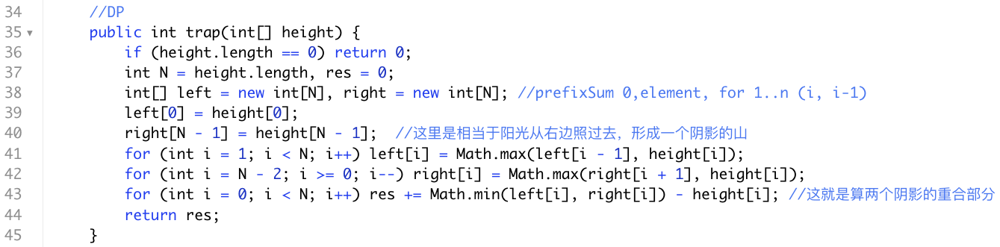 34 //DP
35 public int trap(int[] height) {
36 if (height.length == 0) return 0;
37 int N = height.length, res = 0;
38 int[] left = new int[N], right = new int[N]; //prefixSum 0,element, for 1..n (i, i-1)
39 left[0] = height[0];
40 right[N - 1] = height[N - 1];  //这里是相当于阳光从右边照过去，形成一个阴影的山
41 for (int i = 1; i < N; i++) left[i] = Math.max(left[i - 1], height[i]);
42 for (int i = N - 2; i >= 0; i--) right[i] = Math.max(right[i + 1], height[i]);
43 for (int i = 0; i < N; i++) res += Math.min(left[i], right[i]) - height[i]; //这就是算两个阴影的重合部分
44 return res;
45 }